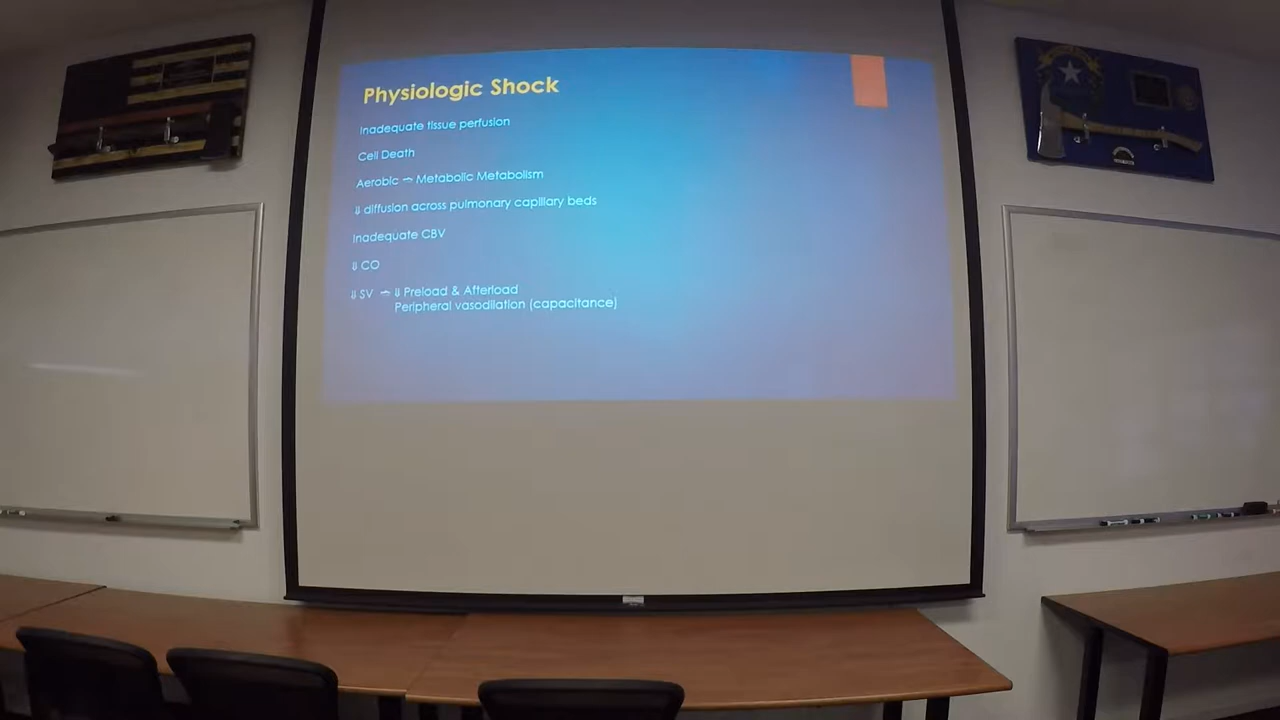 Physiologic Shock
Inadequate tissue perfusion
Cell Death
Aerobic → Metabolic Metabolism
⇓ diffusion across pulmonary capillary beds
Inadequate CBV
⇓ CO
⇓ SV → ⇓ Preload & Afterload
Peripheral vasodilation (capacitance)